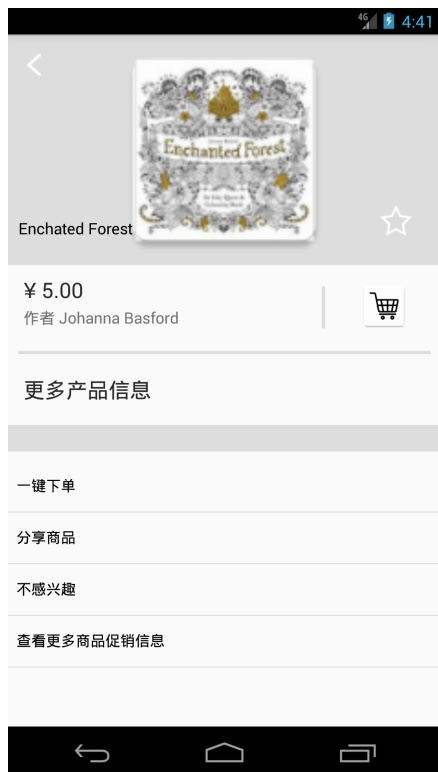 4G 4:41
Enchanted Forest
Enchated Forest
¥ 5.00
作者 Johanna Basford
更多产品信息
一键下单
分享商品
不感兴趣
查看更多商品促销信息